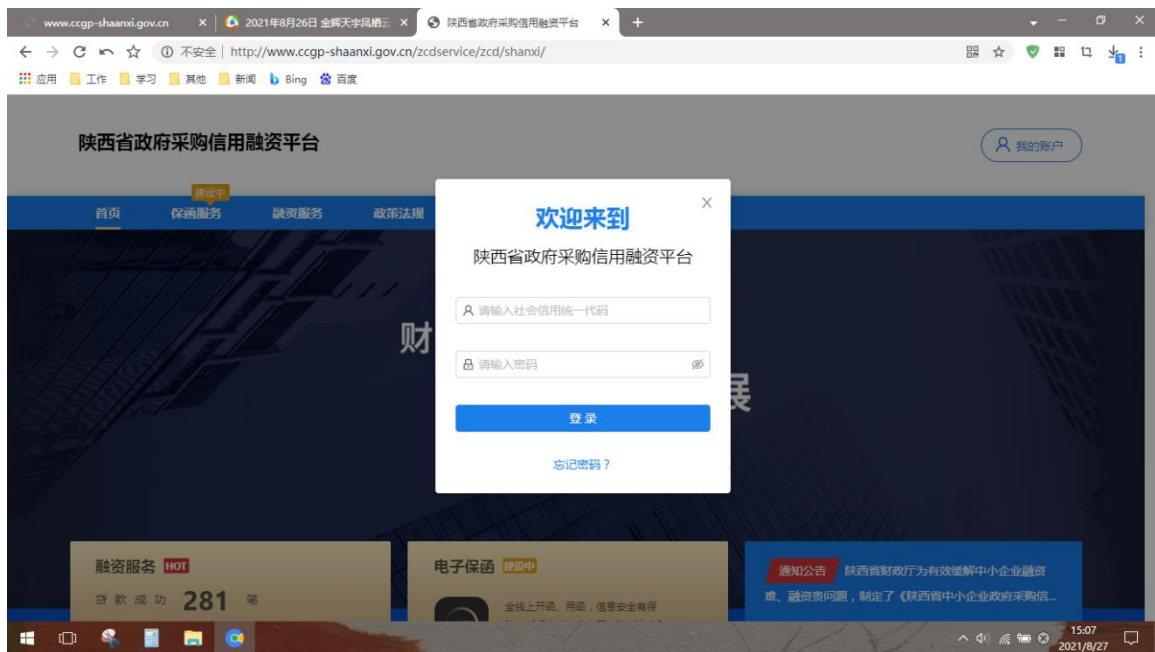 www.ccgp-shaanxi.gov.cn
2021年8月26日 金辉天宇凤栖云
陕西省政府采购信用融资平台
不安全 | http://www.ccgp-shaanxi.gov.cn/zcdservice/zcd/shanxi/
应用 工作 学习 其他 新闻 Bing 百度
陕西省政府采购信用融资平台
我的账户
建设中
首页 保函服务 融资服务 政策法规
欢迎来到
陕西省政府采购信用融资平台
请输入社会信用统一代码
请输入密码
登 录
忘记密码？
财
展
融资服务 HOT
贷款成功 281 笔
电子保函 建设中
全线上开函、用函，信息安全有保
通知公告 陕西省财政厅为有效缓解中小企业融资
难、融资贵问题，制定了《陕西省中小企业政府采购信...
15:07
2021/8/27
1